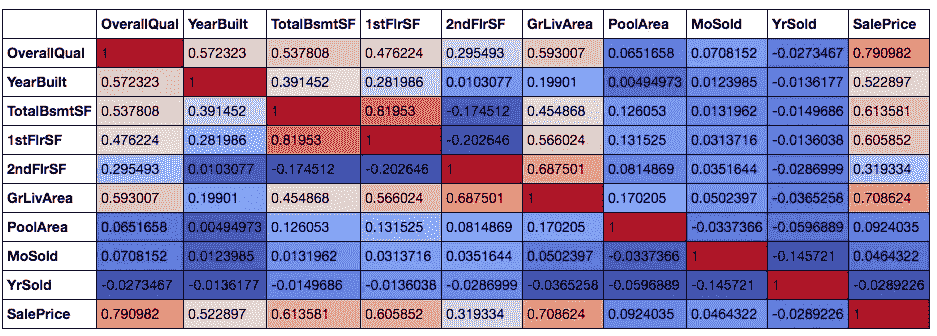 OverallQual YearBuilt TotalBsmtSF 1stFlrSF 2ndFlrSF GrLivArea PoolArea MoSold YrSold SalePrice
OverallQual 1 0.572323 0.537808 0.476224 0.295493 0.593007 0.0651658 0.0708152 -0.0273467 0.790982
YearBuilt 0.572323 1 0.391452 0.281986 0.0103077 0.19901 0.00494973 0.0123985 -0.0136177 0.522897
TotalBsmtSF 0.537808 0.391452 1 0.81953 -0.174512 0.454868 0.126053 0.0131962 -0.0149686 0.613581
1stFlrSF 0.476224 0.281986 0.81953 1 -0.202646 0.566024 0.131525 0.0313716 -0.0136038 0.605852
2ndFlrSF 0.295493 0.0103077 -0.174512 -0.202646 1 0.687501 0.0814869 0.0351644 -0.0286999 0.319334
GrLivArea 0.593007 0.19901 0.454868 0.566024 0.687501 1 0.170205 0.0502397 -0.0365258 0.708624
PoolArea 0.0651658 0.00494973 0.126053 0.131525 0.0814869 0.170205 1 -0.0337366 -0.0596889 0.0924035
MoSold 0.0708152 0.0123985 0.0131962 0.0313716 0.0351644 0.0502397 -0.0337366 1 -0.145721 0.0464322
YrSold -0.0273467 -0.0136177 -0.0149686 -0.0136038 -0.0286999 -0.0365258 -0.0596889 -0.145721 1 -0.0289226
SalePrice 0.790982 0.522897 0.613581 0.605852 0.319334 0.708624 0.0924035 0.0464322 -0.0289226 1